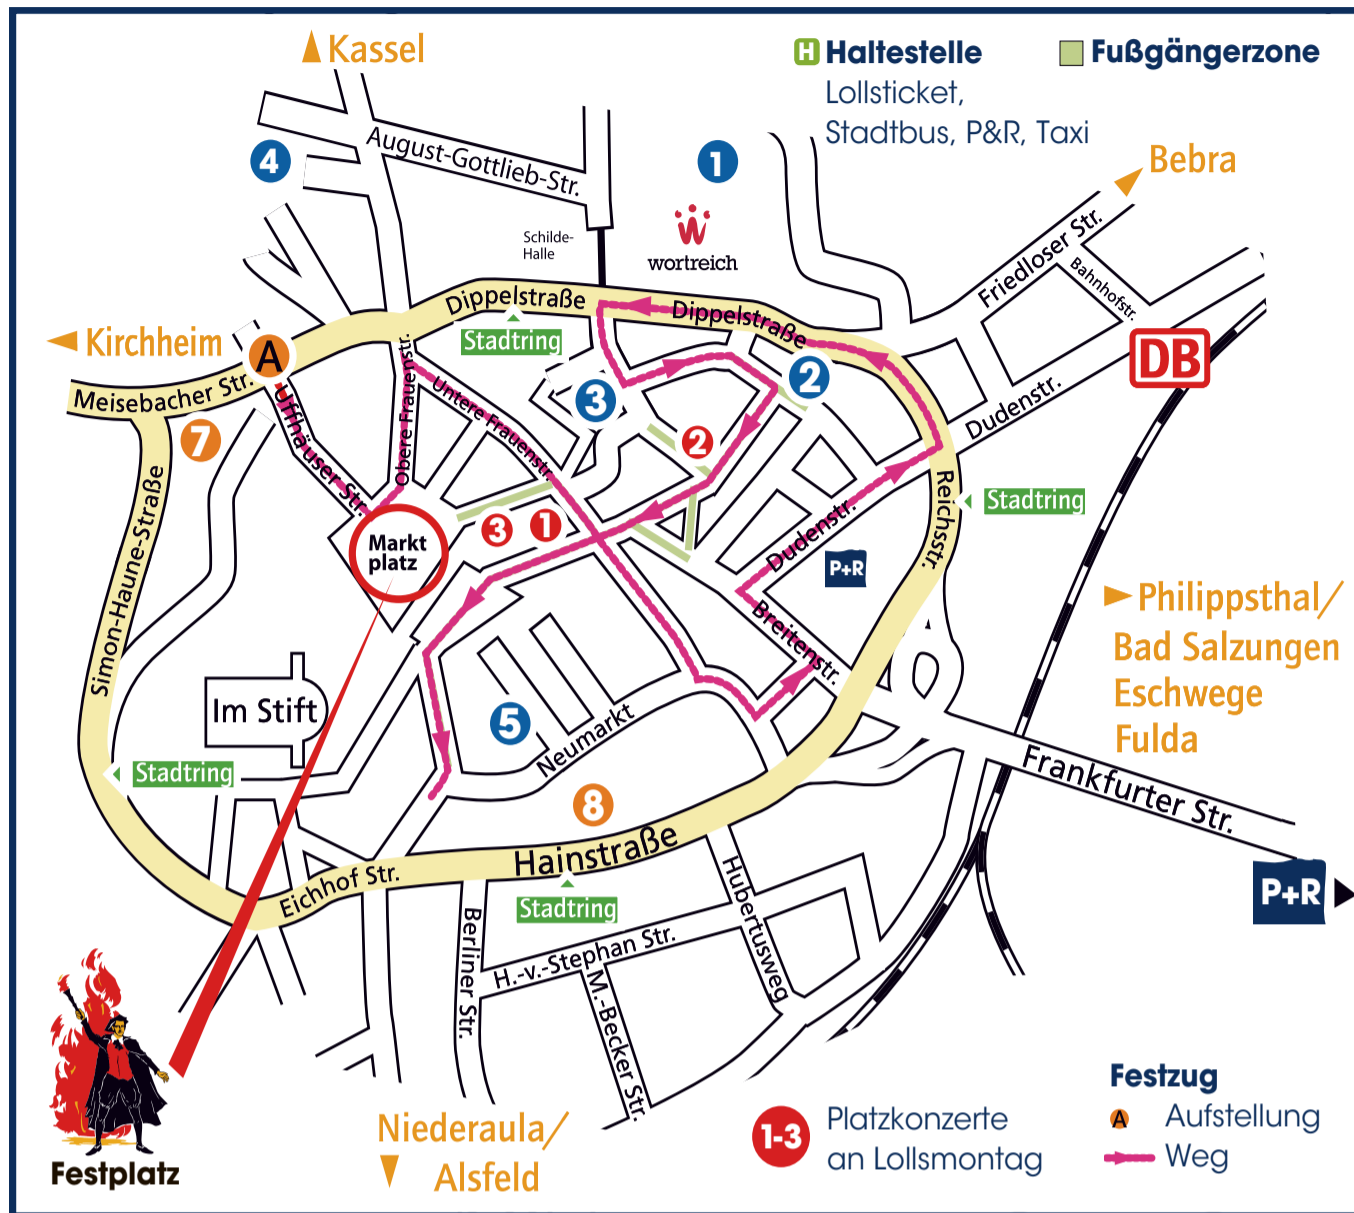 Kassel
H Haltestelle
Lollsticket,
Stadtbus, P&R, Taxi
Fußgängerzone
August-Gottlieb-Str.
4
1
Bebra
Schilde-
Halle
wortreich
Friedloser Str.
Bahnhofstr.
Dippelstraße
Dippelstraße
Stadtring
Kirchheim
A
DB
Meisebacher Str.
Uffhäuser Str.
Obere Frauenstr.
Untere Frauenstr.
3
2
Dudenstr.
7
2
Reichsstr.
Stadtring
Simon-Haune-Straße
3
1
Markt
platz
Dudenstr.
P+R
Breitenstr.
Philippsthal/
Bad Salzungen
Eschwege
Fulda
Im Stift
5
Neumarkt
Stadtring
8
Frankfurter Str.
Hainstraße
Eichhof Str.
Stadtring
P+R
Hubertusweg
Berliner Str.
H.-v.-Stephan Str.
M.-Becker Str.
Festplatz
Niederaula/
Alsfeld
1-3
Platzkonzerte
an Lollsmontag
Festzug
A Aufstellung
Weg